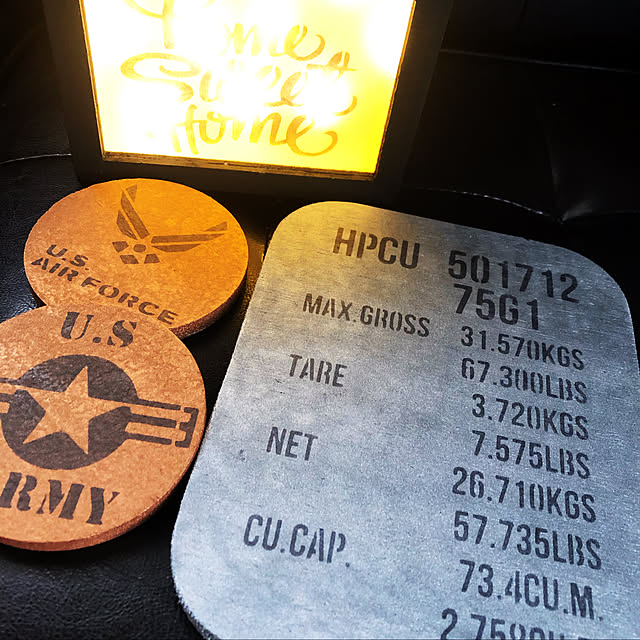 Home
Sweet
Home
U.S.
AIR FORCE
U.S
RMY
HPCU 501712
75G1
MAX.GROSS 31.570KGS
67.300LBS
TARE 3.720KGS
7.575LBS
NET 26.710KGS
57.735LBS
CU.CAP. 73.4CU.M.